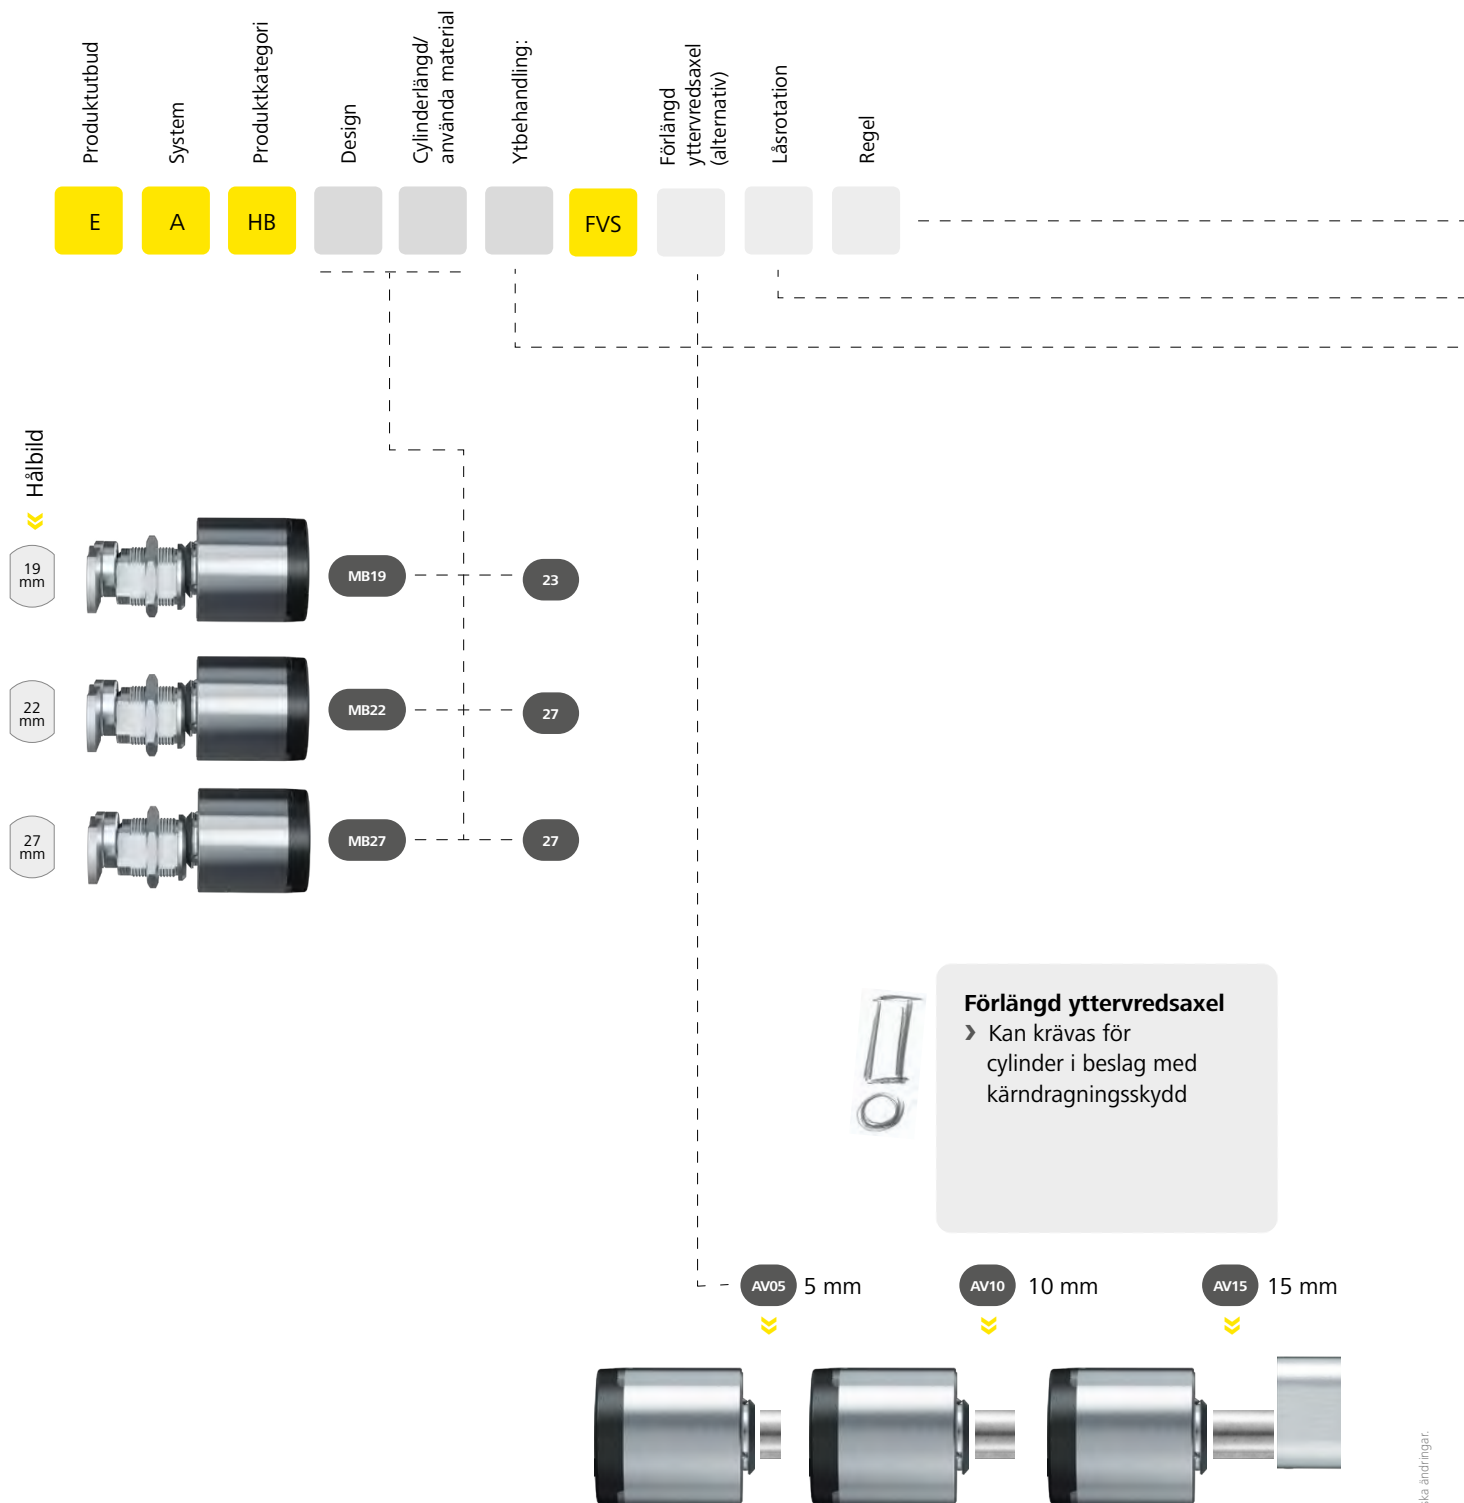 Produktutbud
System
Produktkategori
Design
Cylinderlängd/
använda material
Ytbehandling:
Förlängd
yttervredsaxel
(alternativ)
Låsrotation
Regel
E
A
HB
FVS
Hålbild
19
mm
MB19
23
22
mm
MB22
27
27
mm
MB27
27
Förlängd yttervredsaxel
› Kan krävas för
cylinder i beslag med
kärndragningsskydd
AV05 5 mm
AV10 10 mm
AV15 15 mm
ändringar.